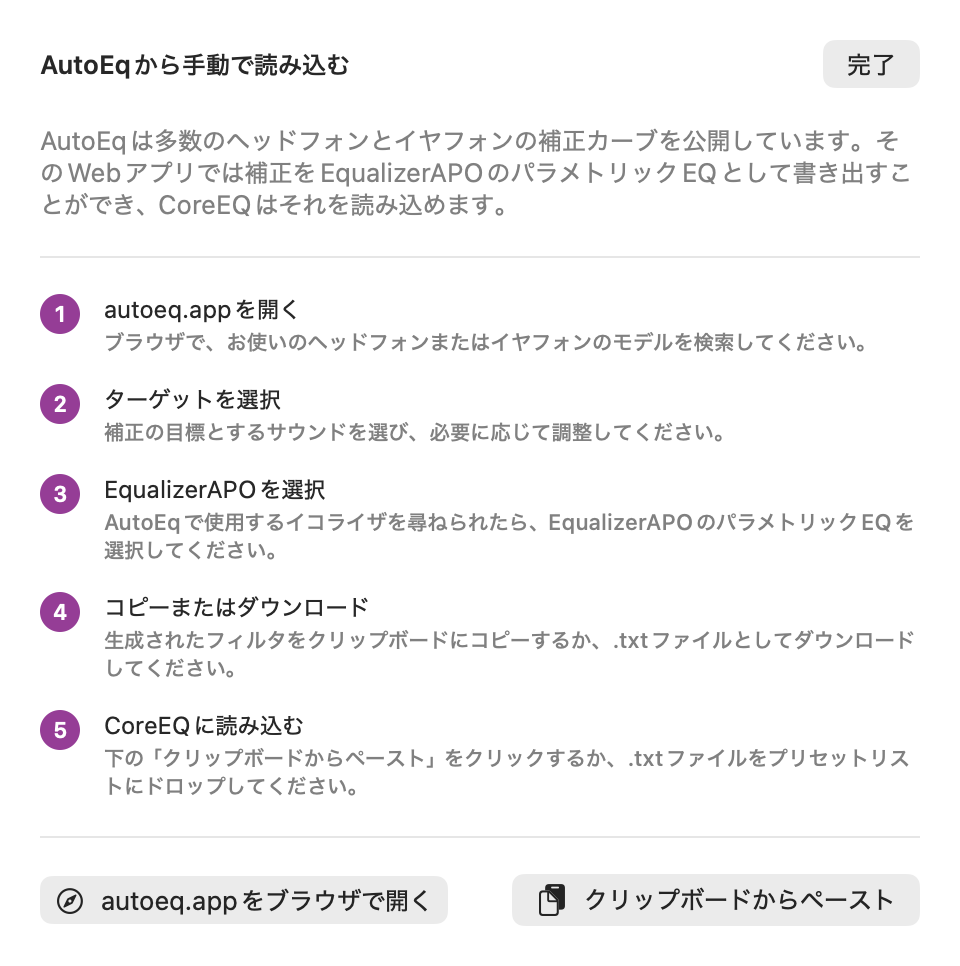 AutoEqから手動で読み込む
完了
AutoEqは多数のヘッドフォンとイヤフォンの補正カーブを公開しています。そ
のWebアプリでは補正をEqualizerAPOのパラメトリックEQとして書き出すこ
とができ、CoreEQはそれを読み込めます。
1
autoeq.appを開く
ブラウザで、お使いのヘッドフォンまたはイヤフォンのモデルを検索してください。
2
ターゲットを選択
補正の目標とするサウンドを選び、必要に応じて調整してください。
3
EqualizerAPOを選択
AutoEqで使用するイコライザを尋ねられたら、EqualizerAPOのパラメトリックEQを
選択してください。
4
コピーまたはダウンロード
生成されたフィルタをクリップボードにコピーするか、.txtファイルとしてダウンロード
してください。
5
CoreEQに読み込む
下の「クリップボードからペースト」をクリックするか、.txtファイルをプリセットリス
トにドロップしてください。
autoeq.appをブラウザで開く
クリップボードからペースト